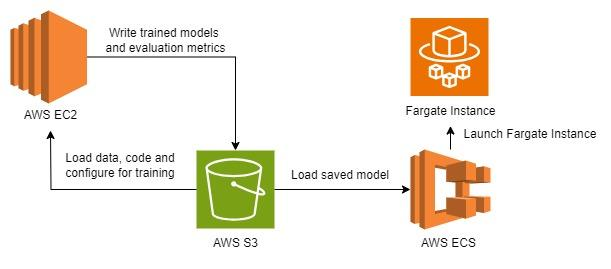 Write trained models
and evaluation metrics
AWS EC2
Fargate Instance
Launch Fargate Instance
Load data, code and
configure for training
Load saved model
AWS S3
AWS ECS